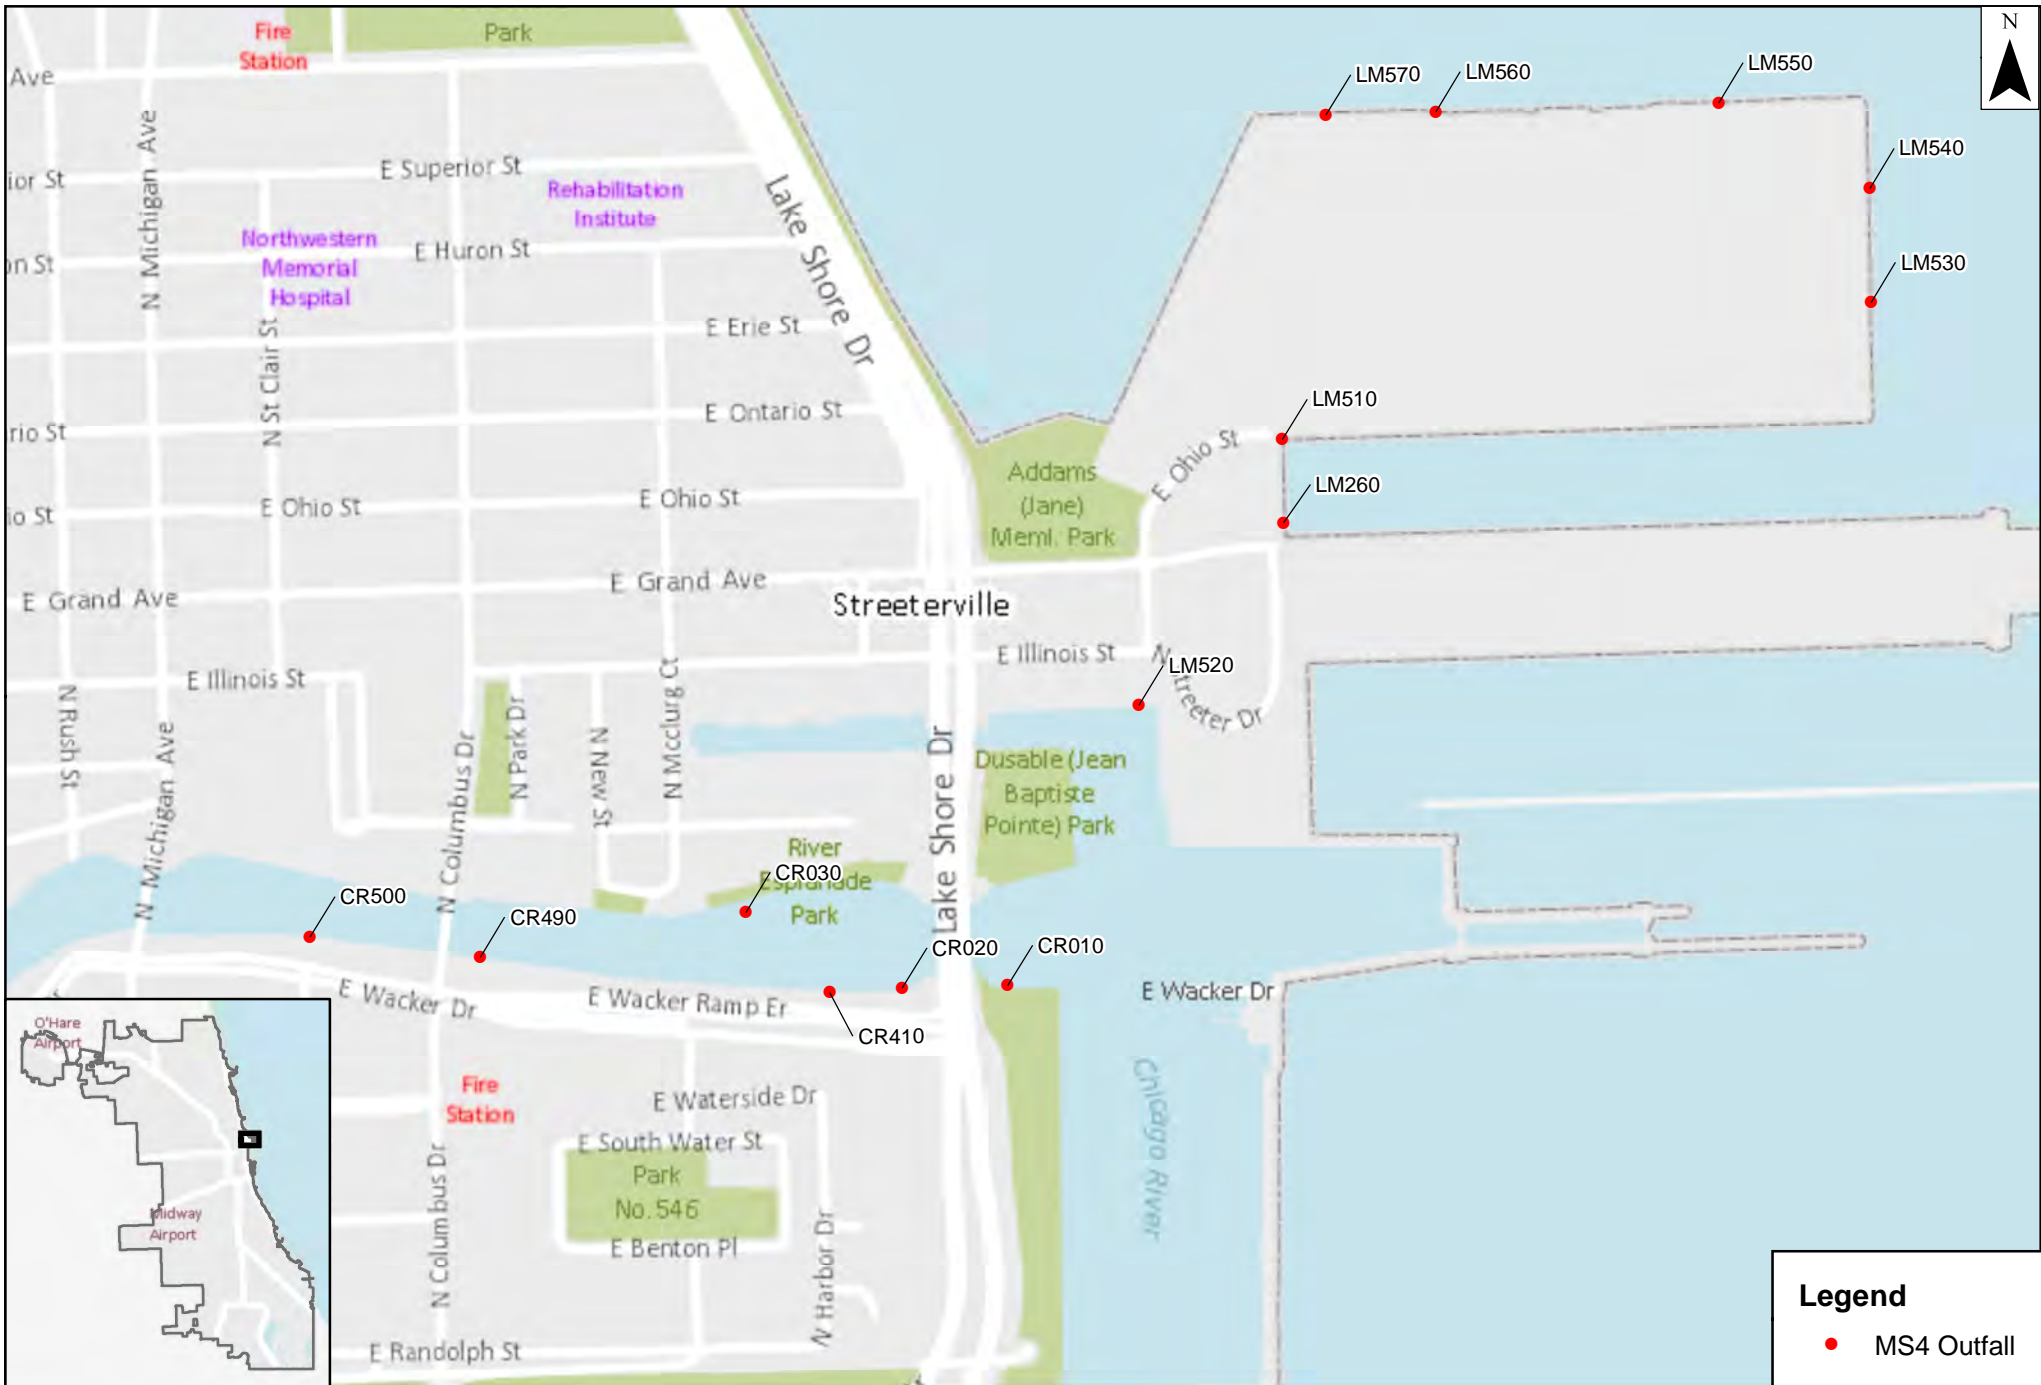 N
Fire
Station
Park
Ave
N Michigan Ave
E Superior St
ior St
Rehabilitation
Institute
Lake Shore Dr
Northwestern
Memorial
Hospital
E Huron St
on St
N St Clair St
E Erie St
E Ontario St
rio St
LM570
LM560
LM550
LM540
LM530
LM510
LM260
E Ohio St
Addams
(Jane)
Meml. Park
E Ohio St
E Ohio St
io St
E Grand Ave
E Grand Ave
Streeterville
E Illinois St
E Illinois St
N Streeter Dr
LM520
N Rush St
N Michigan Ave
N Columbus Dr
N Park Dr
N New St
N Mcclurg Ct
Lake Shore Dr
Dusable (Jean
Baptiste
Pointe) Park
River
Esplanade
Park
CR030
CR500
CR490
CR020
CR010
CR410
E Wacker Dr
E Wacker Ramp Er
E Wacker Dr
Chicago River
Fire
Station
E Waterside Dr
E South Water St
Park
No. 546
E Benton Pl
N Columbus Dr
N Harbor Dr
E Randolph St
O'Hare
Airport
Midway
Airport
Legend
MS4 Outfall